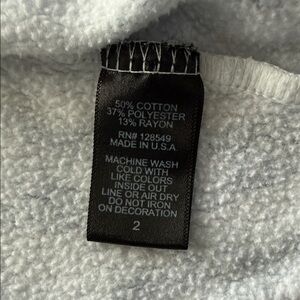 50% COTTON
37% POLYESTER
13% RAYON
RN# 128549
MADE IN U.S.A.
MACHINE WASH
COLD WITH
LIKE COLORS
INSIDE OUT
LINE OR AIR DRY
DO NOT IRON
ON DECORATION
2